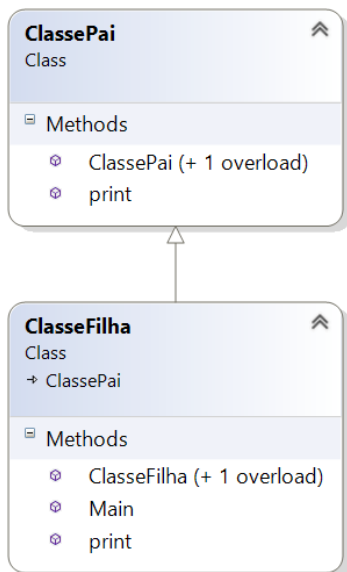 ClassePai
Class
Methods
ClassePai (+ 1 overload)
print
ClasseFilha
Class
ClassePai
Methods
ClasseFilha (+ 1 overload)
Main
print